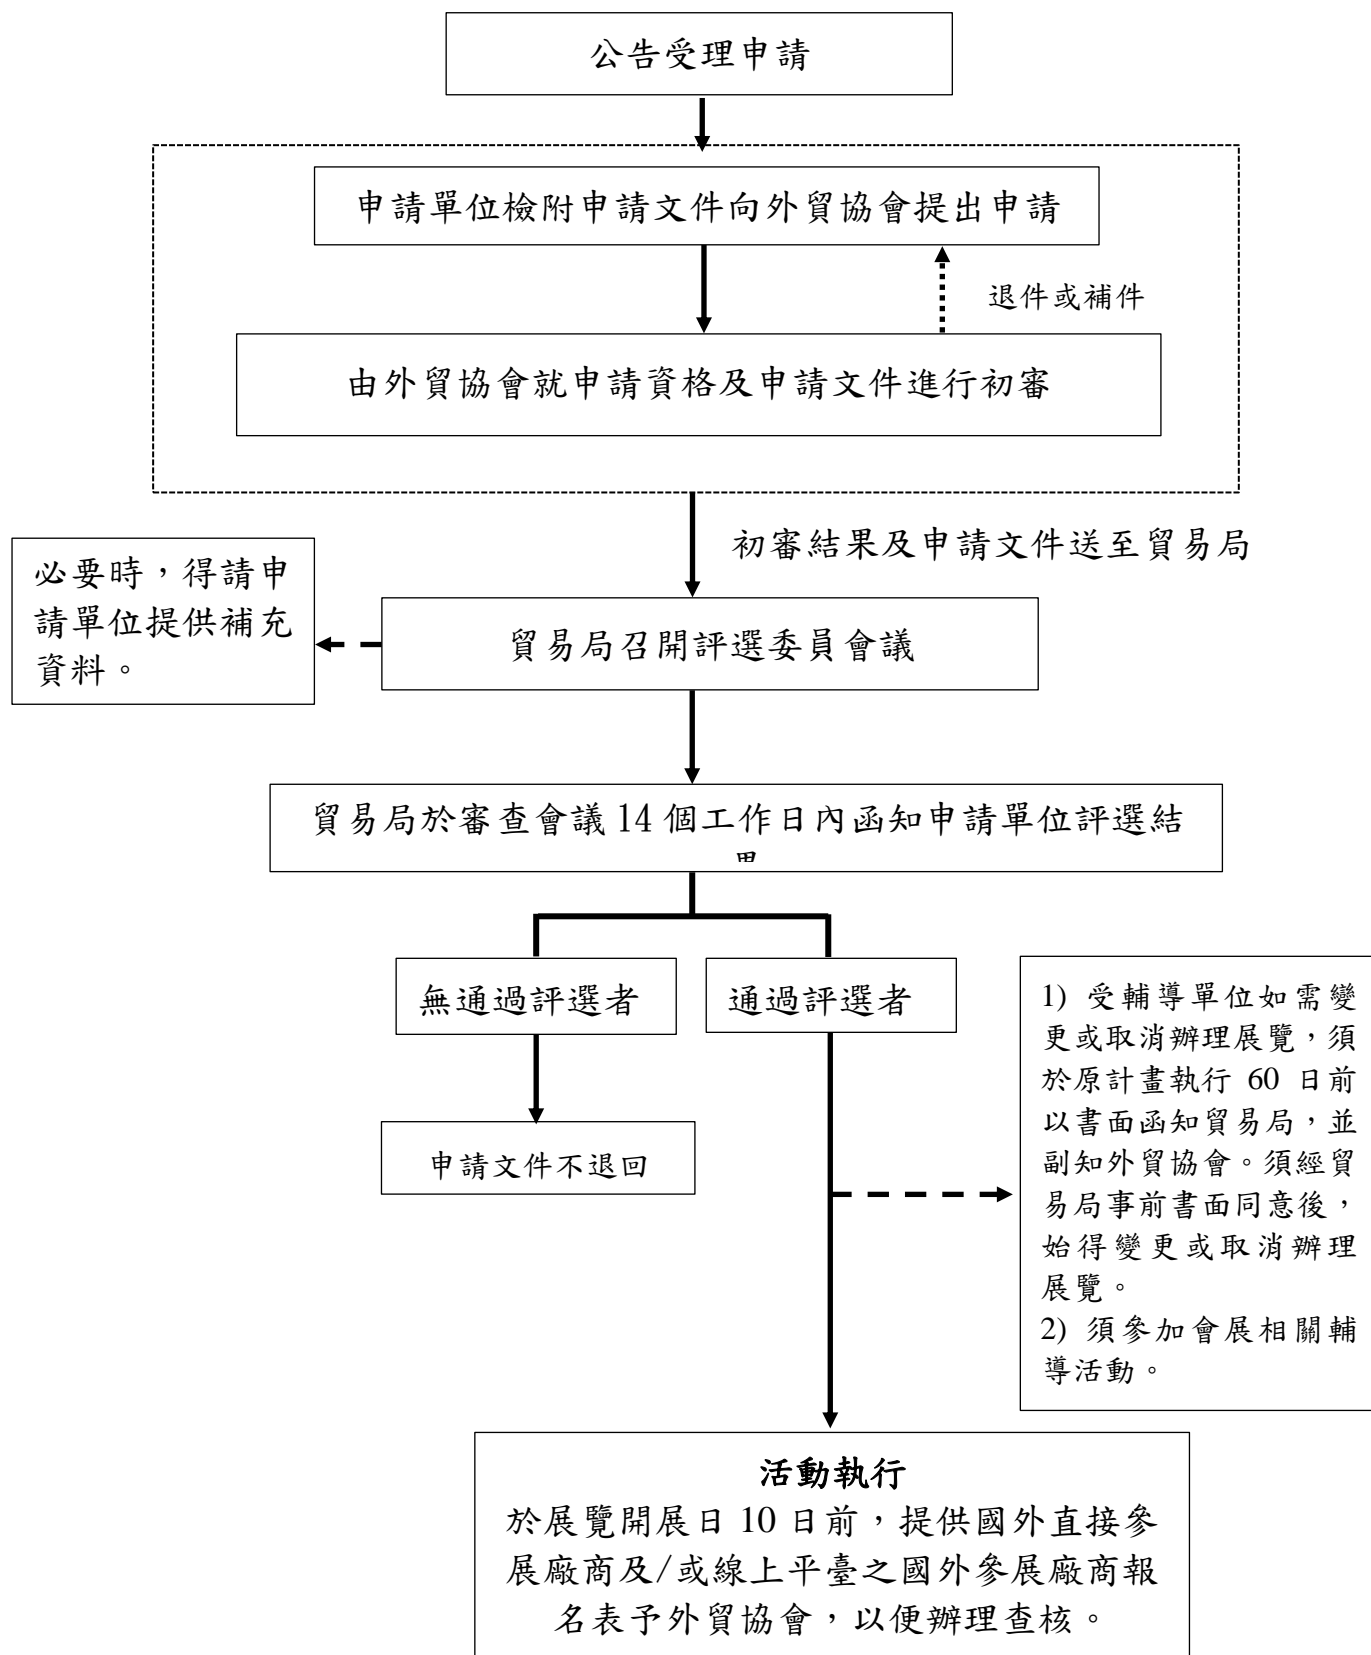 公告受理申請
申請單位檢附申請文件向外貿協會提出申請
退件或補件
由外貿協會就申請資格及申請文件進行初審
初審結果及申請文件送至貿易局
必要時，得請申
請單位提供補充
資料。
貿易局召開評選委員會議
貿易局於審查會議 14 個工作日內函知申請單位評選結
無通過評選者
通過評選者
申請文件不退回
1) 受輔導單位如需變
更或取消辦理展覽，須
於原計畫執行 60 日前
以書面函知貿易局，並
副知外貿協會。須經貿
易局事前書面同意後，
始得變更或取消辦理
展覽。
2) 須參加會展相關輔
導活動。
活動執行
於展覽開展日 10 日前，提供國外直接參
展廠商及/或線上平臺之國外參展廠商報
名表予外貿協會，以便辦理查核。